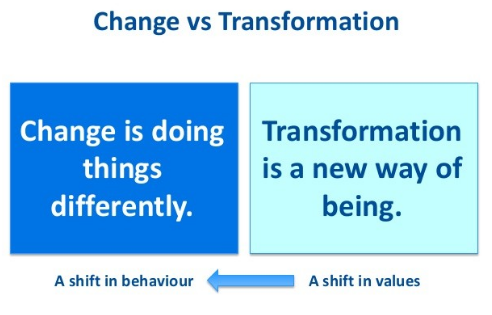 Change vs Transformation
Change is doing
things
differently.
Transformation
is a new way of
being.
A shift in behaviour
A shift in values